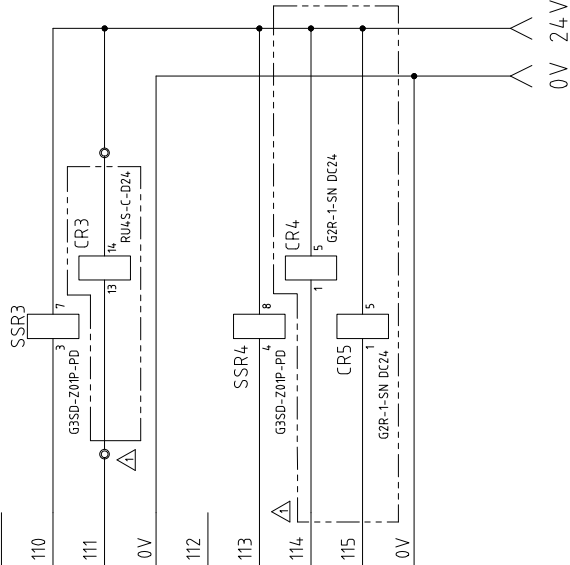 24V
0V
SSR3
3
7
G3SD-Z01P-PD
CR3
13
14
RU4S-C-D24
1
SSR4
4
8
G3SD-Z01P-PD
CR4
1
5
G2R-1-SN DC24
CR5
1
5
G2R-1-SN DC24
1
110
111
0V
112
113
114
115
0V